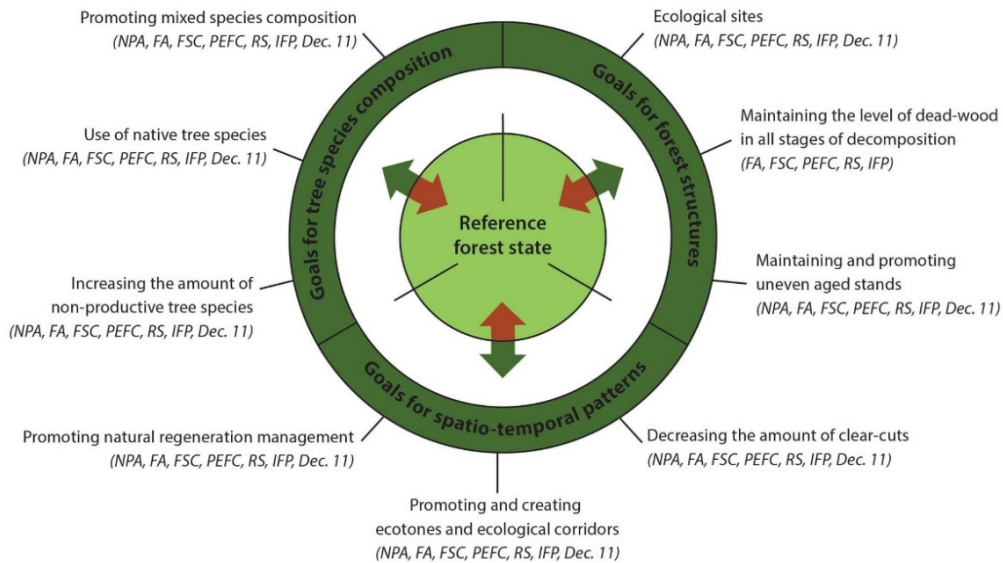 Promoting mixed species composition
(NPA, FA, FSC, PEFC, RS, IFP, Dec. 11)
Ecological sites
(NPA, FA, FSC, PEFC, RS, IFP, Dec. 11)
Use of native tree species
(NPA, FA, FSC, PEFC, RS, IFP, Dec. 11)
Maintaining the level of dead-wood
in all stages of decomposition
(FA, FSC, PEFC, RS, IFP)
Increasing the amount of
non-productive tree species
(NPA, FA, FSC, PEFC, RS, IFP, Dec. 11)
Maintaining and promoting
uneven aged stands
(NPA, FA, FSC, PEFC, RS, IFP, Dec. 11)
Promoting natural regeneration management
(NPA, FA, FSC, PEFC, RS, IFP, Dec. 11)
Decreasing the amount of clear-cuts
(NPA, FA, FSC, PEFC, RS, IFP, Dec. 11)
Promoting and creating
ecotones and ecological corridors
(NPA, FA, FSC, PEFC, RS, IFP, Dec. 11)
Goals for tree species composition
Goals for forest structures
Goals for spatio-temporal patterns
Reference
forest state